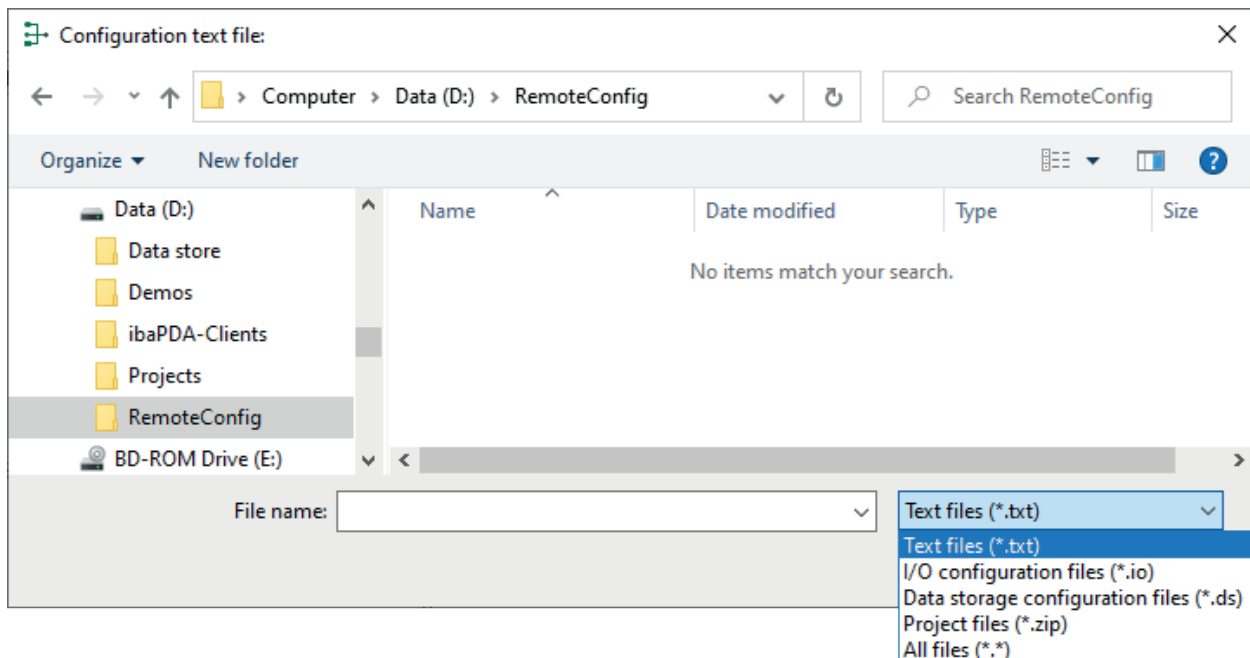 Configuration text file:
Computer > Data (D:) > RemoteConfig
Search RemoteConfig
Organize
New folder
?
Data (D:)
Data store
Demos
ibaPDA-Clients
Projects
RemoteConfig
BD-ROM Drive (E:)
Name
Date modified
Type
Size
No items match your search.
File name:
Text files (*.txt)
Text files (*.txt)
I/O configuration files (*.io)
Data storage configuration files (*.ds)
Project files (*.zip)
All files (*.*)